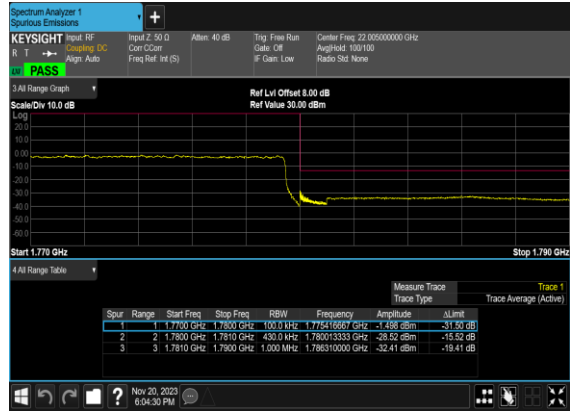 Spectrum Analyzer 1
Spurious Emissions
+
KEYSIGHT Input: RF Input Z: 50 Ω Atten: 40 dB Trig: Free Run Center Freq: 22.005000000 GHz
R T Coupling: DC Corr CCorr Gate: Off Avg|Hold: 100/100
Align: Auto Freq Ref: Int (S) IF Gain: Low Radio Std: None
PASS
3 All Range Graph
Ref Lvl Offset 8.00 dB
Scale/Div 10.0 dB Ref Value 30.00 dBm
Log
20.0
10.0
0.00
-10.0
-20.0
-30.0
-40.0
-50.0
-60.0
Start 1.770 GHz Stop 1.790 GHz
4 All Range Table
Measure Trace Trace 1
Trace Type Trace Average (Active)
Spur Range Start Freq Stop Freq RBW Frequency Amplitude ΔLimit
1 1 1.7700 GHz 1.7800 GHz 100.0 kHz 1.775416667 GHz -1.498 dBm -31.50 dB
2 2 1.7800 GHz 1.7810 GHz 430.0 kHz 1.780013333 GHz -28.52 dBm -15.52 dB
3 3 1.7810 GHz 1.7900 GHz 1.000 MHz 1.786310000 GHz -32.41 dBm -19.41 dB
? Nov 20, 2023
6:04:30 PM